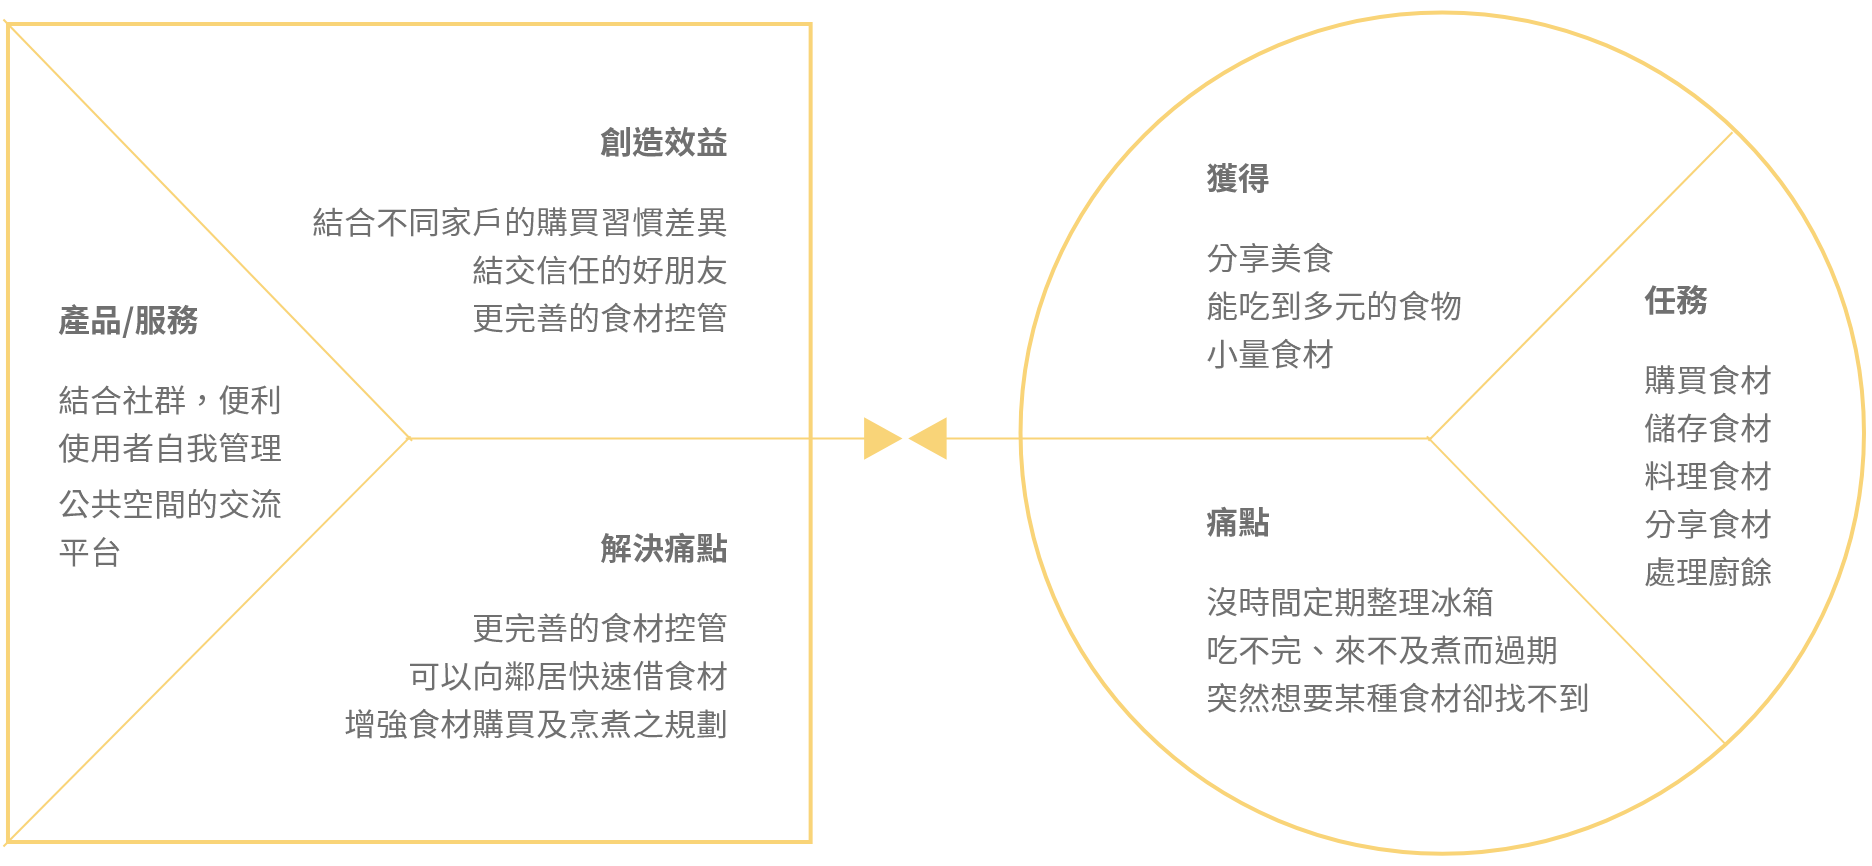 創造效益
結合不同家戶的購買習慣差異
結交信任的好朋友
更完善的食材控管
產品/服務
結合社群，便利
使用者自我管理
公共空間的交流
平台
解決痛點
更完善的食材控管
可以向鄰居快速借食材
增強食材購買及烹煮之規劃
獲得
分享美食
能吃到多元的食物
小量食材
任務
購買食材
儲存食材
料理食材
分享食材
處理廚餘
痛點
沒時間定期整理冰箱
吃不完、來不及煮而過期
突然想要某種食材卻找不到